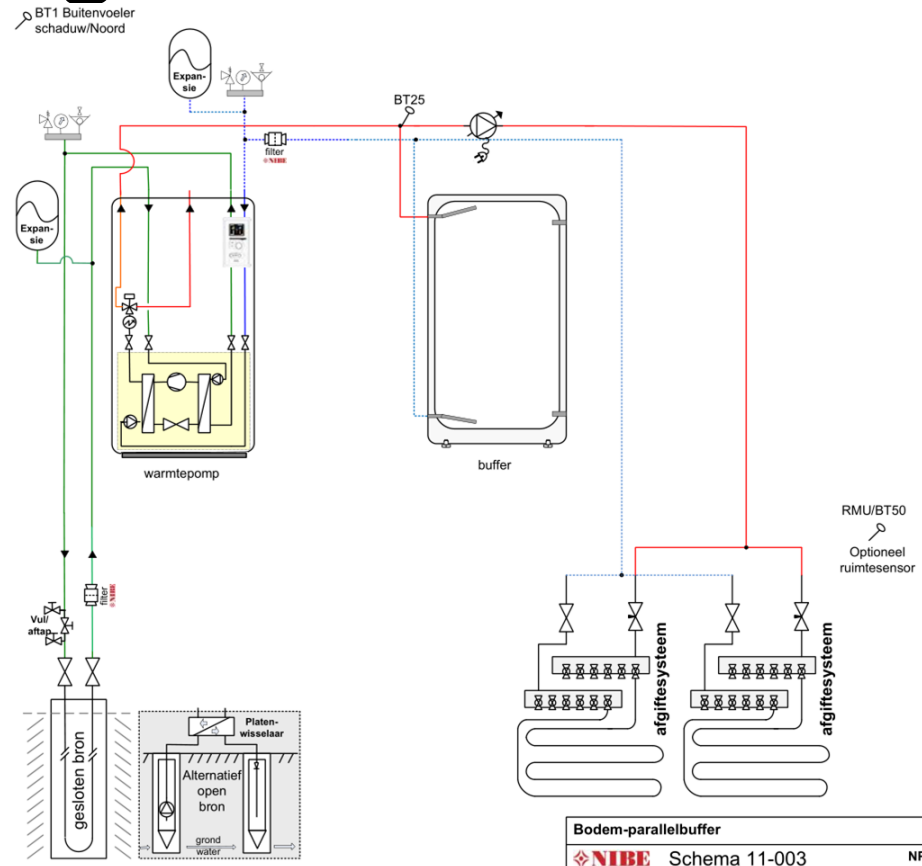 BT1 Buitenvoeler
schaduw/Noord
Expan-
sie
BT25
filter
NIBE
Expan-
sie
warmtepomp
buffer
RMU/BT50
Optioneel
ruimtesensor
filter
NIBE
Vul/
aftap
afgiftesysteem
afgiftesysteem
gesloten bron
Platen-
wisselaar
Alternatief
open
bron
grond
water
Bodem-parallelbuffer
NIBE Schema 11-003